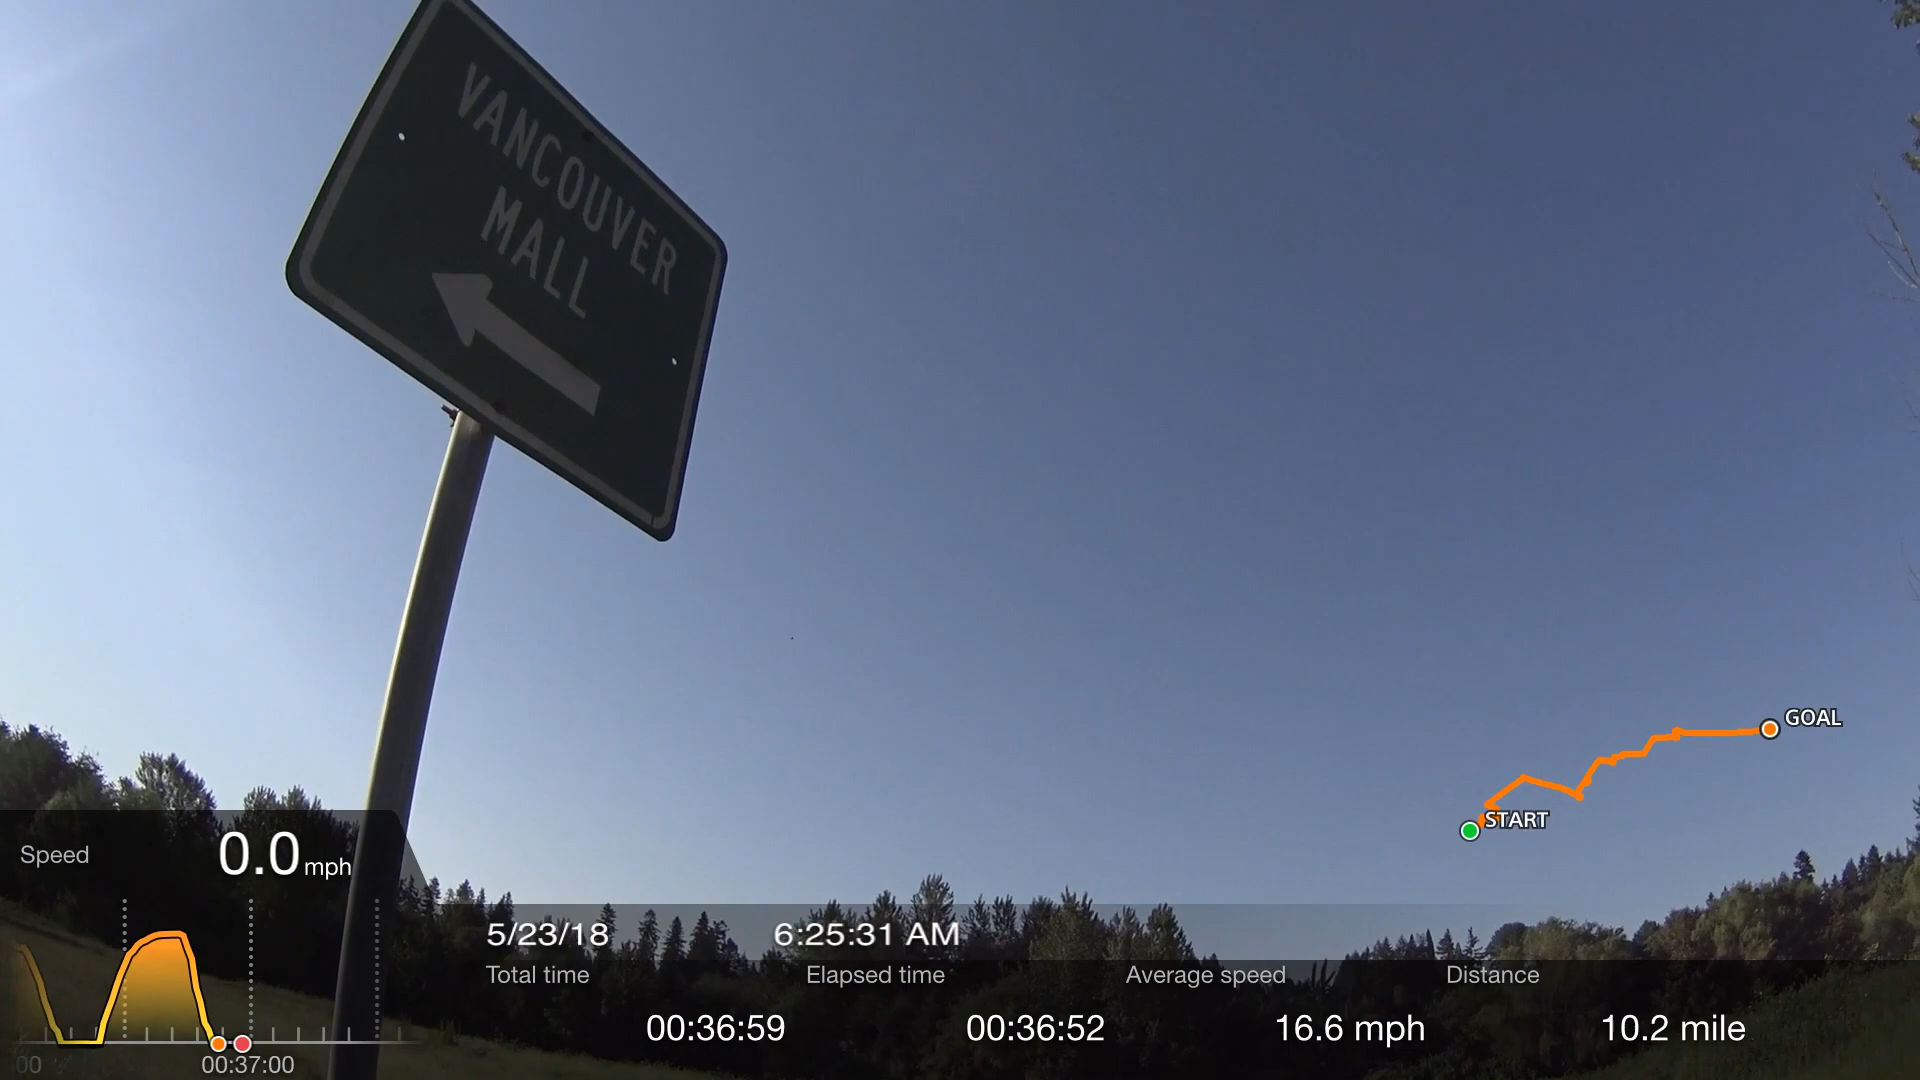 VANCOUVER
MALL
GOAL
START
Speed 0.0 mph
5/23/18 6:25:31 AM
Total time Elapsed time Average speed Distance
00:36:59 00:36:52 16.6 mph 10.2 mile
00 00:37:00